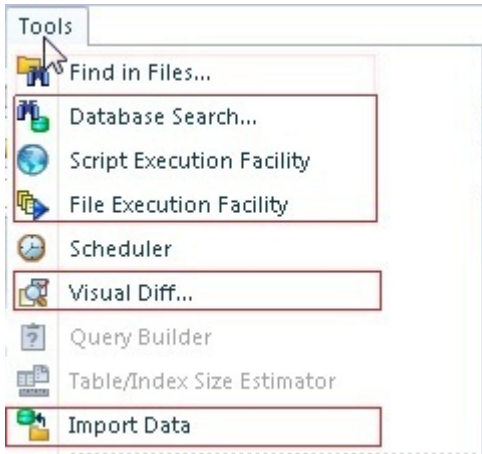 Tools
Find in Files...
Database Search...
Script Execution Facility
File Execution Facility
Scheduler
Visual Diff...
Query Builder
Table/Index Size Estimator
Import Data